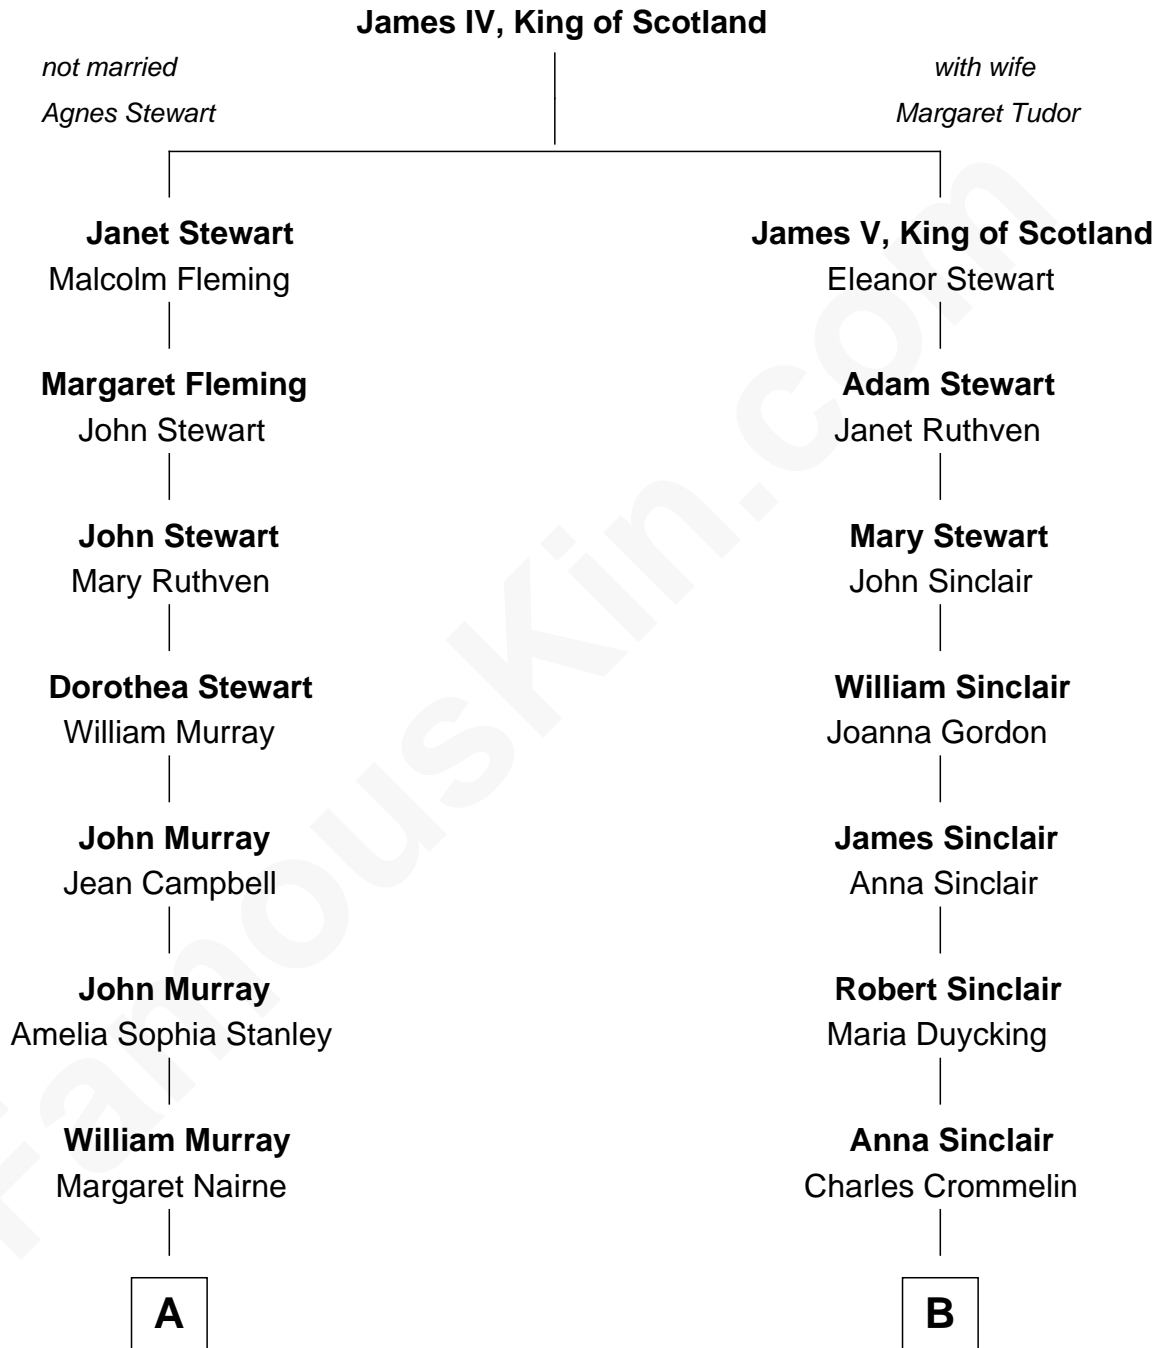 James IV, King of Scotland
not married
Agnes Stewart
with wife
Margaret Tudor
Janet Stewart
Malcolm Fleming
James V, King of Scotland
Eleanor Stewart
Margaret Fleming
John Stewart
Adam Stewart
Janet Ruthven
John Stewart
Mary Ruthven
Mary Stewart
John Sinclair
Dorothea Stewart
William Murray
William Sinclair
Joanna Gordon
John Murray
Jean Campbell
James Sinclair
Anna Sinclair
John Murray
Amelia Sophia Stanley
Robert Sinclair
Maria Duycking
William Murray
Margaret Nairne
Anna Sinclair
Charles Crommelin
A
B
FamousKin.com